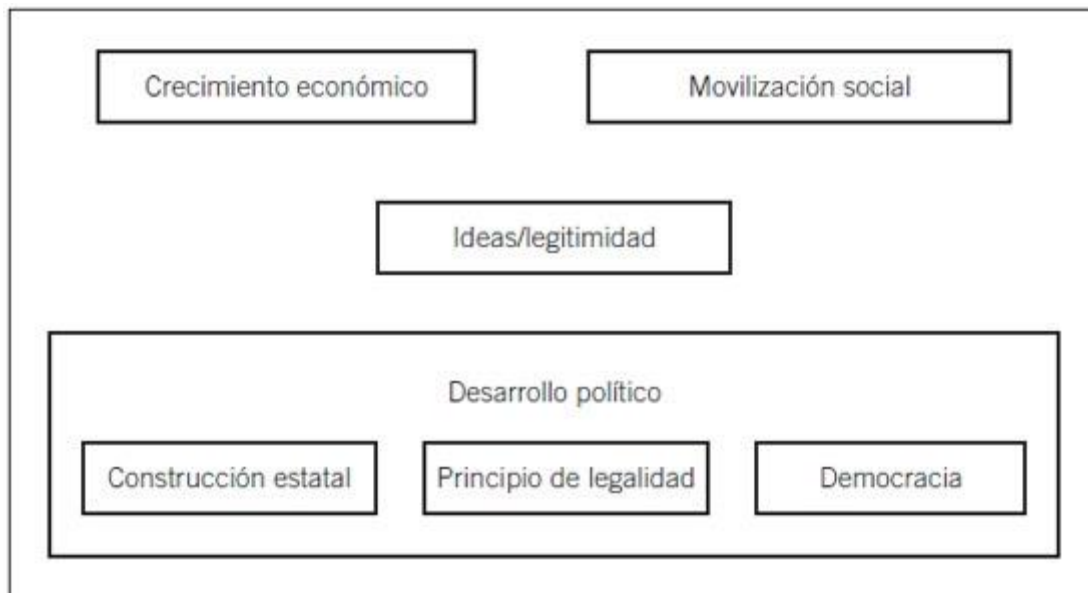 Crecimiento económico
Movilización social
Ideas/legitimidad
Desarrollo político
Construcción estatal
Principio de legalidad
Democracia